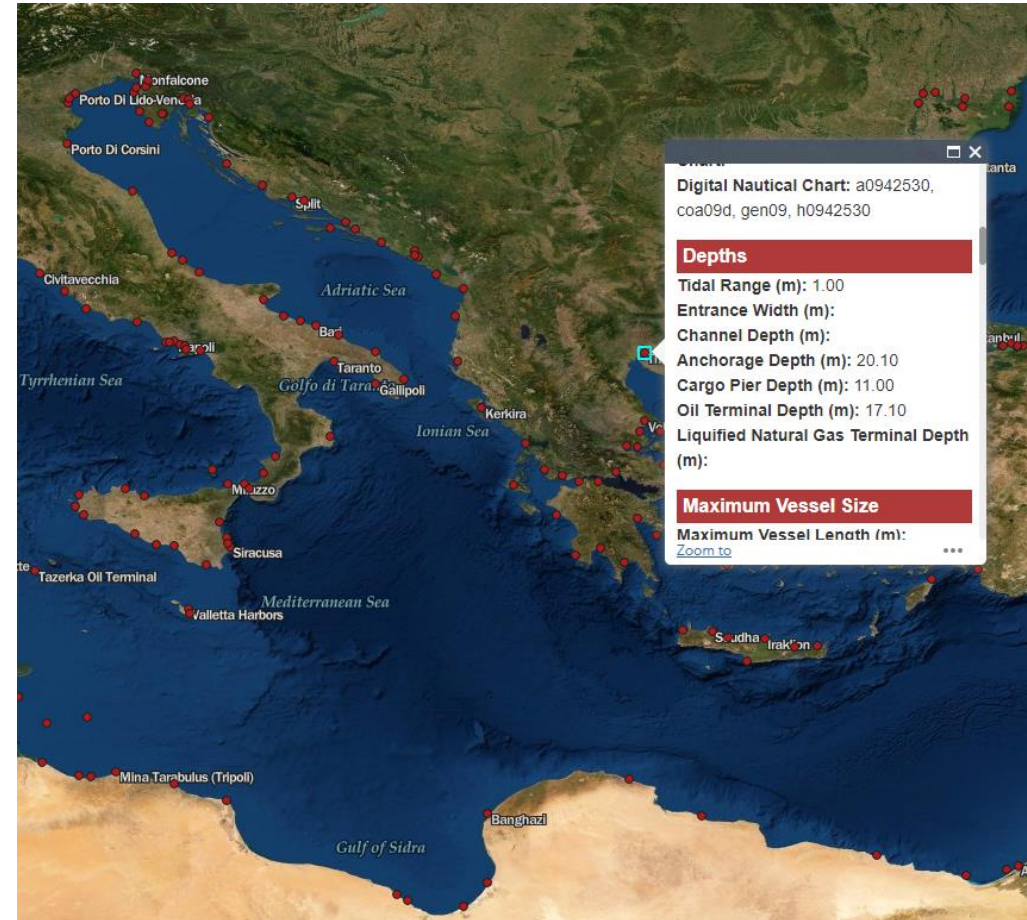 Monfalcone
Porto Di Lido-Venezia
Porto Di Corsini
Split
Civitavecchia
Adriatic Sea
Bari
Napoli
Taranto
Tyrrhenian Sea
Golfo di Taranto
Gallipoli
Kerkira
Ionian Sea
Milazzo
Siracusa
Tazerka Oil Terminal
Mediterranean Sea
Valletta Harbors
Soudha
Iraklion
Mina Tarabulus (Tripoli)
Banghazi
Gulf of Sidra
Digital Nautical Chart: a0942530,
coa09d, gen09, h0942530
Depths
Tidal Range (m): 1.00
Entrance Width (m):
Channel Depth (m):
Anchorage Depth (m): 20.10
Cargo Pier Depth (m): 11.00
Oil Terminal Depth (m): 17.10
Liquified Natural Gas Terminal Depth
(m):
Maximum Vessel Size
Maximum Vessel Length (m):
Zoom to